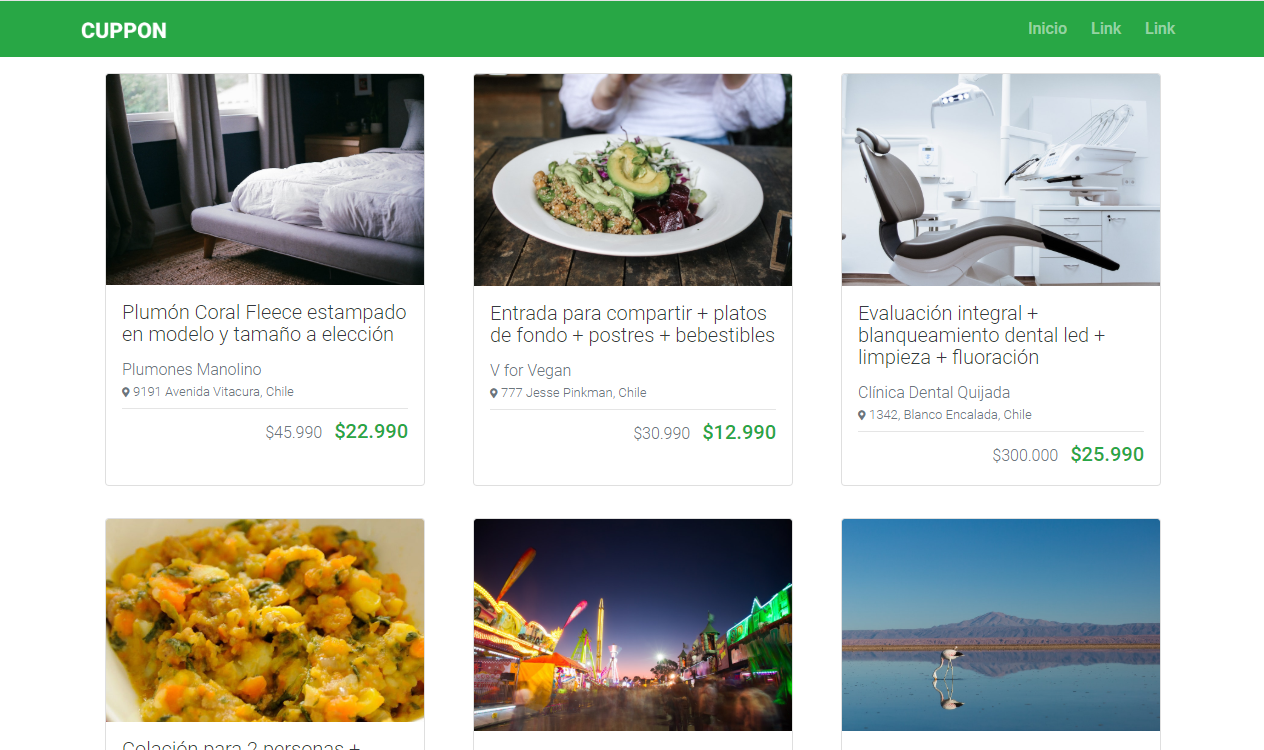 CUPPON
Inicio Link Link
Plumón Coral Fleece estampado
en modelo y tamaño a elección
Plumones Manolino
9191 Avenida Vitacura, Chile
$45.990 $22.990
Entrada para compartir + platos
de fondo + postres + bebestibles
V for Vegan
777 Jesse Pinkman, Chile
$30.990 $12.990
Evaluación integral +
blanqueamiento dental led +
limpieza + fluoración
Clínica Dental Quijada
1342, Blanco Encalada, Chile
$300.000 $25.990
Colación para 2 personas +